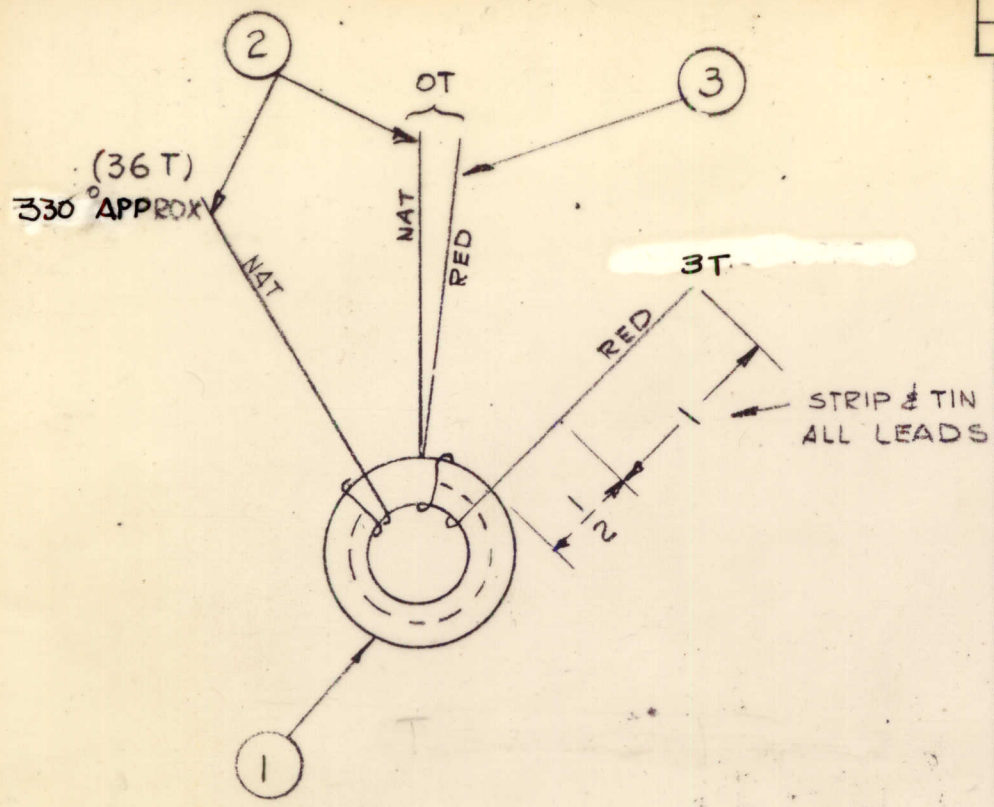 2
OT
3
(36 T)
330° APPROX
NAT
NAT
RED
3T
RED
1
STRIP & TIN
ALL LEADS
1/2
1